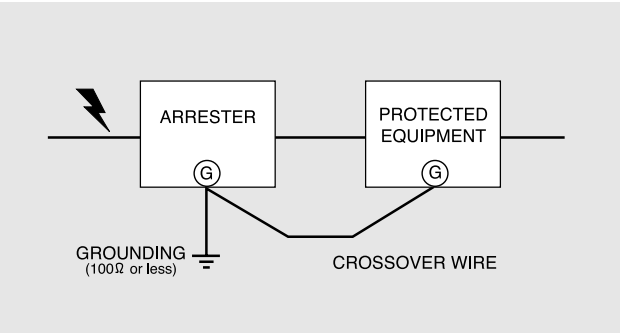 ARRESTER
PROTECTED
EQUIPMENT
G
G
GROUNDING
(100Ω or less)
CROSSOVER WIRE